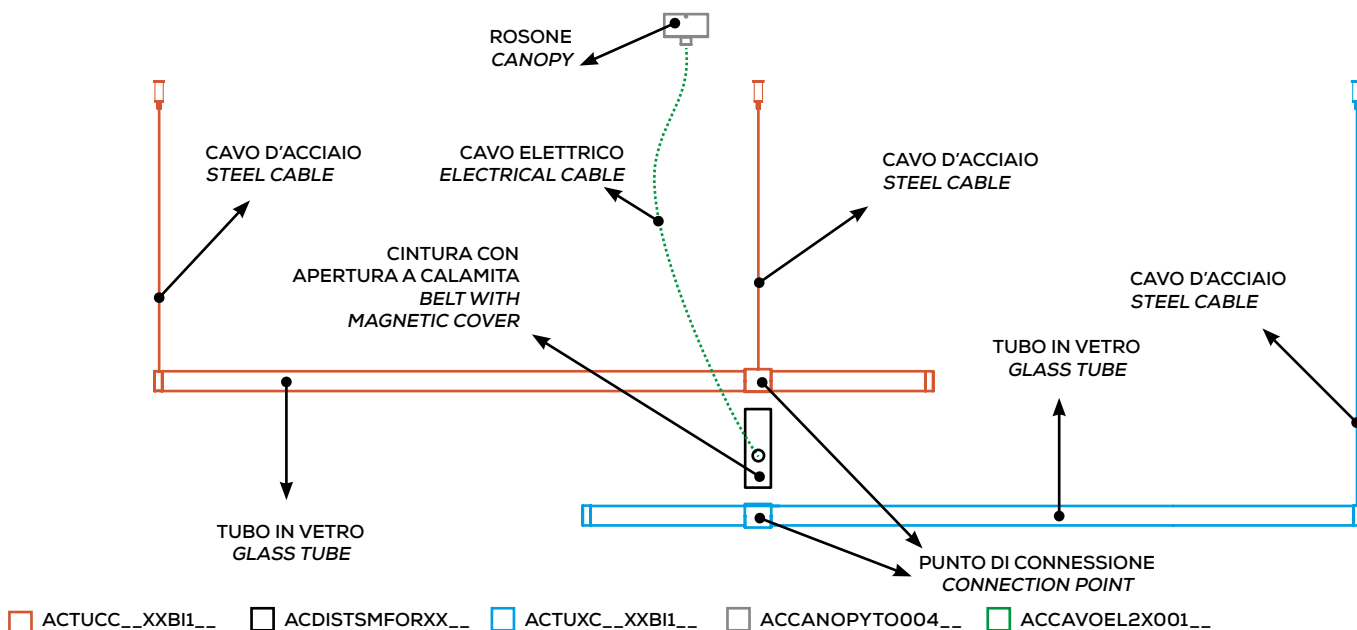 ROSONE
CANOPY
CAVO D'ACCIAIO
STEEL CABLE
CAVO ELETTRICO
ELECTRICAL CABLE
CAVO D'ACCIAIO
STEEL CABLE
CINTURA CON
APERTURA A CALAMITA
BELT WITH
MAGNETIC COVER
CAVO D'ACCIAIO
STEEL CABLE
TUBO IN VETRO
GLASS TUBE
TUBO IN VETRO
GLASS TUBE
PUNTO DI CONNESSIONE
CONNECTION POINT
ACTUCC__XXBI1__ ACDISTSMFORXX__ ACTUXC__XXBI1__ ACCANOPYTO004__ ACCAVOEL2X001__